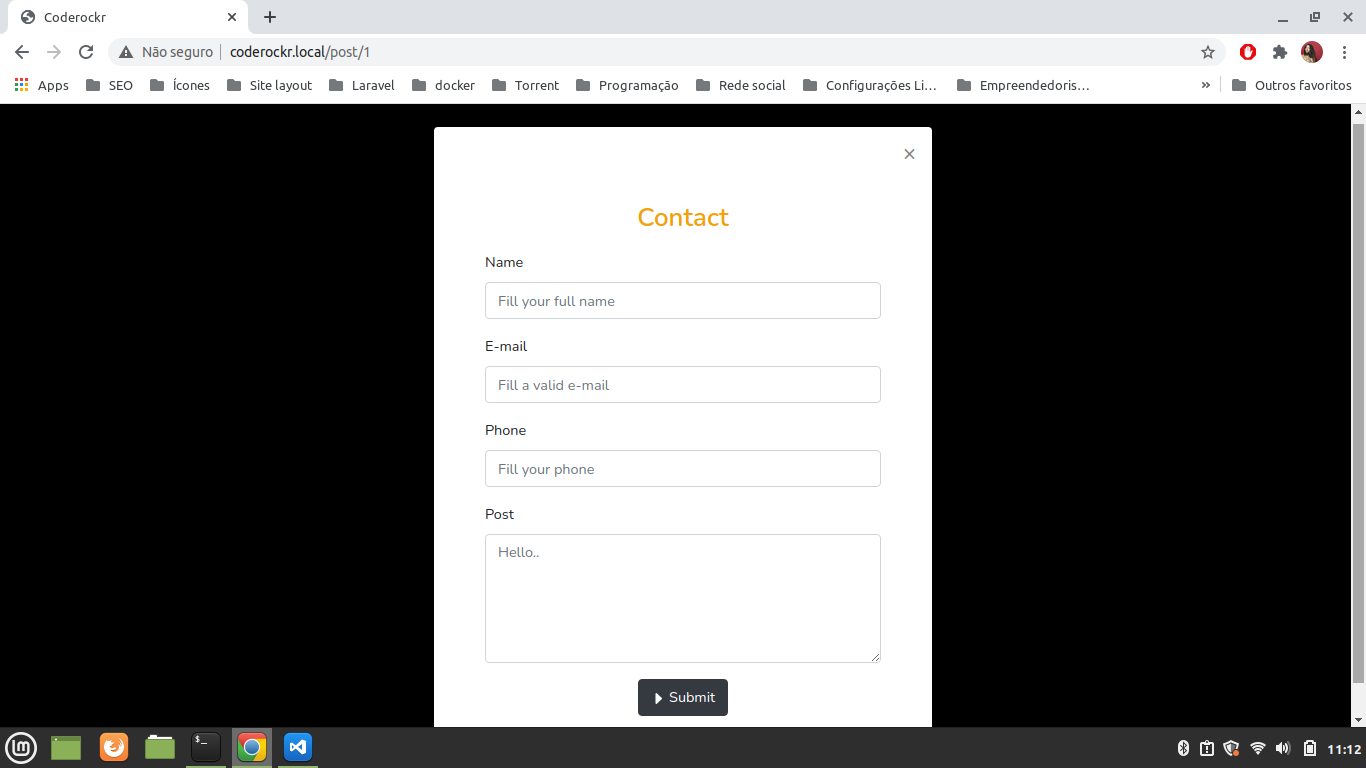 Coderockr
Não seguro coderockr.local/post/1
Apps SEO Ícones Site layout Laravel docker Torrent Programação Rede social Configurações Li... Empreendedoris... » Outros favoritos
×
Contact
Name
Fill your full name
E-mail
Fill a valid e-mail
Phone
Fill your phone
Post
Hello..
Submit
$_
11:12